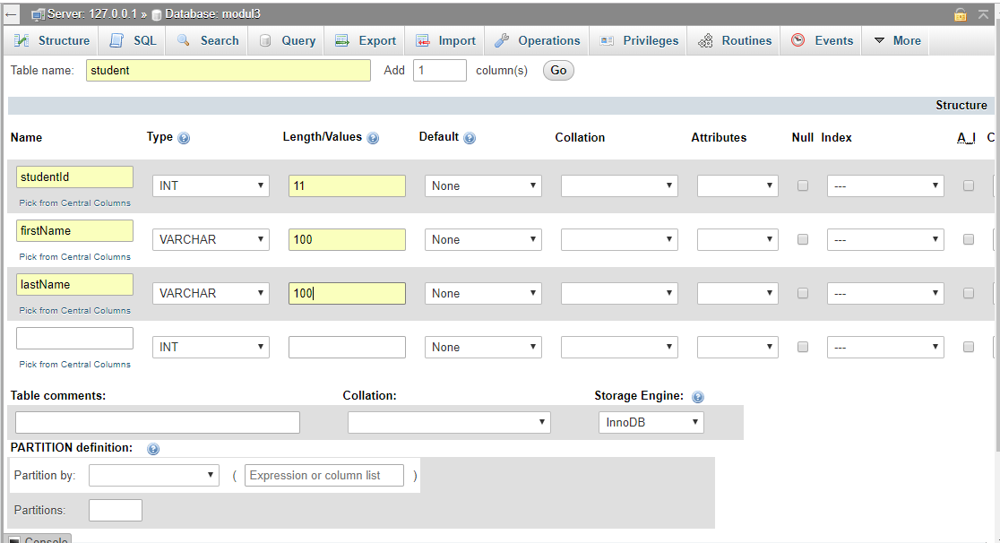 Server: 127.0.0.1 » Database: modul3
Structure SQL Search Query Export Import Operations Privileges Routines Events More
Table name: student Add 1 column(s) Go
Structure
Name Type Length/Values Default Collation Attributes Null Index A_I C
studentId INT 11 None ---
Pick from Central Columns
firstName VARCHAR 100 None ---
Pick from Central Columns
lastName VARCHAR 100 None ---
Pick from Central Columns
INT None ---
Pick from Central Columns
Table comments: Collation: Storage Engine:
InnoDB
PARTITION definition:
Partition by: ( Expression or column list )
Partitions:
Console